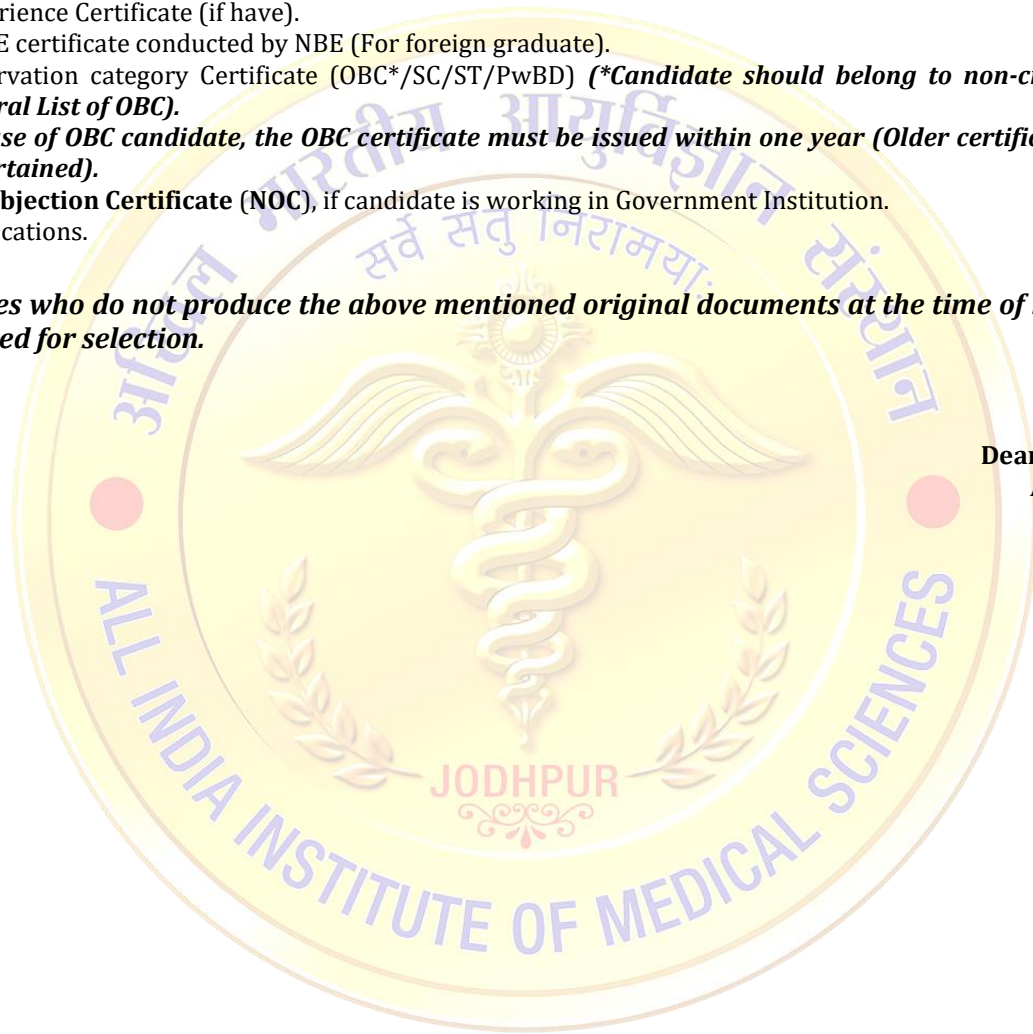 rience Certificate (if have).
E certificate conducted by NBE (For foreign graduate).
rvation category Certificate (OBC*/SC/ST/PwBD) (*Candidate should belong to non-c
ral List of OBC).
se of OBC candidate, the OBC certificate must be issued within one year (Older certific
rtained).
bjection Certificate (NOC), if candidate is working in Government Institution.
cations.
es who do not produce the above mentioned original documents at the time of
ed for selection.
Dean
अखिल भारतीय आयुर्विज्ञान संस्थान
सर्वे सन्तु निरामयाः
JODHPUR
ALL INDIA INSTITUTE OF MEDICAL SCIENCES